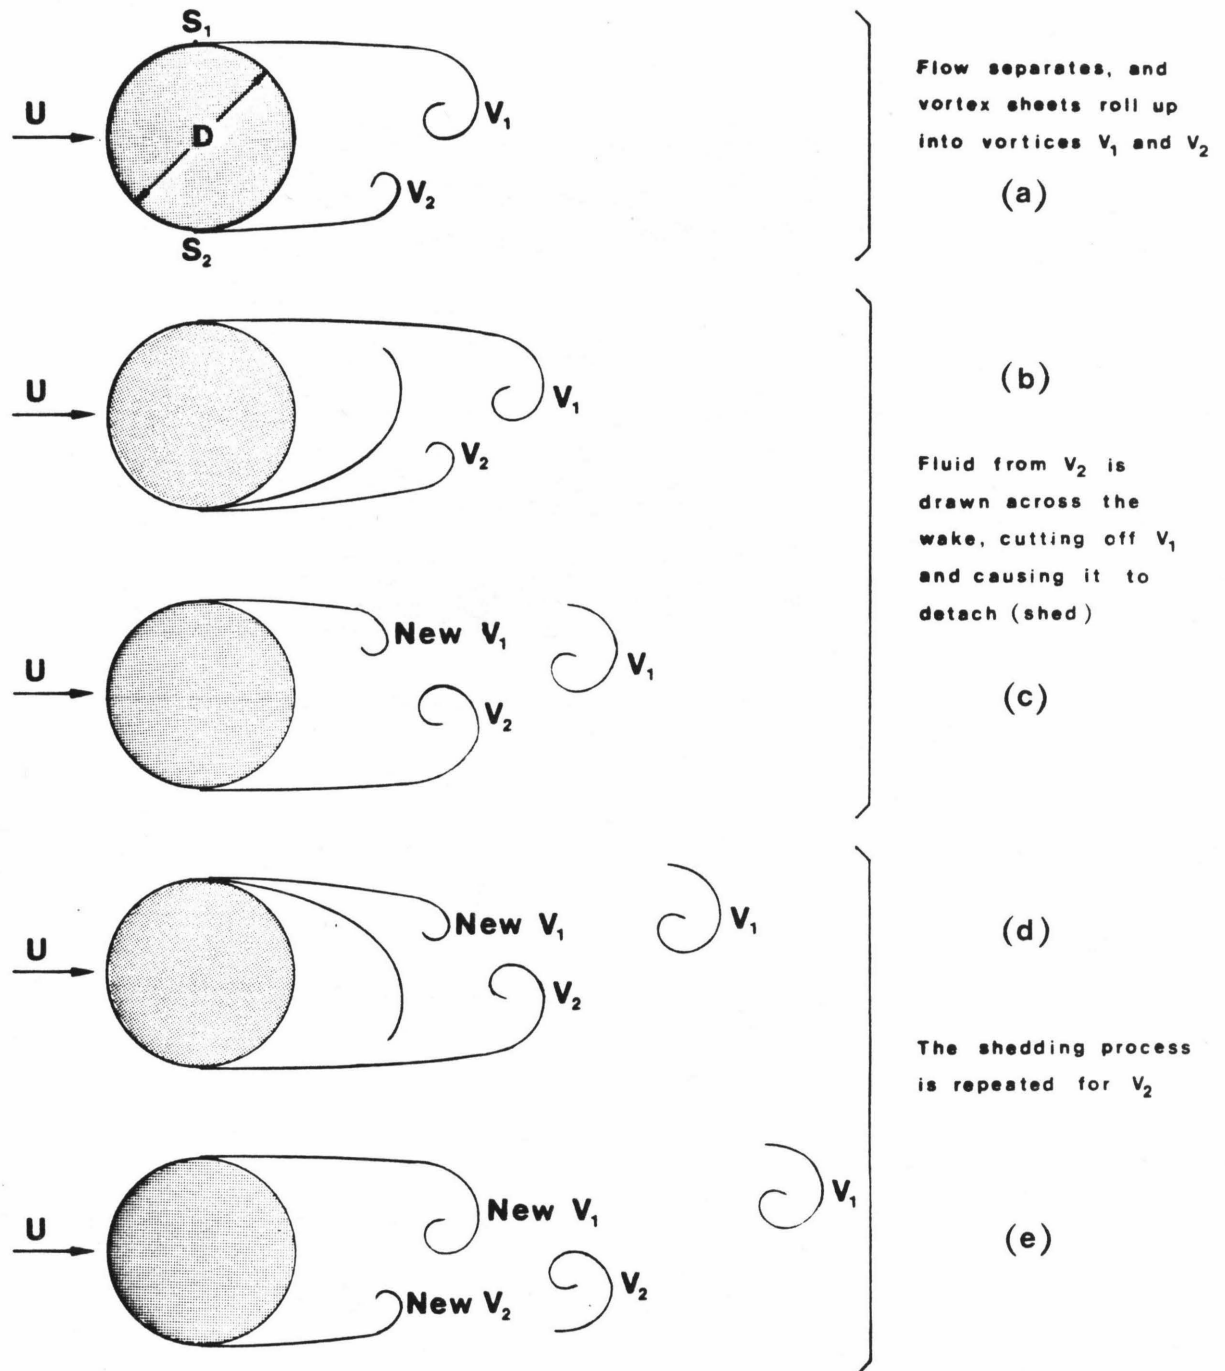 S₁
U
D
V₁
V₂
S₂
Flow separates, and
vortex sheets roll up
into vortices V₁ and V₂
(a)
U
V₁
V₂
(b)
Fluid from V₂ is
drawn across the
wake, cutting off V₁
and causing it to
detach (shed)
U
New V₁
V₁
V₂
(c)
U
New V₁
V₁
V₂
(d)
The shedding process
is repeated for V₂
U
New V₁
V₁
V₂
New V₂
(e)